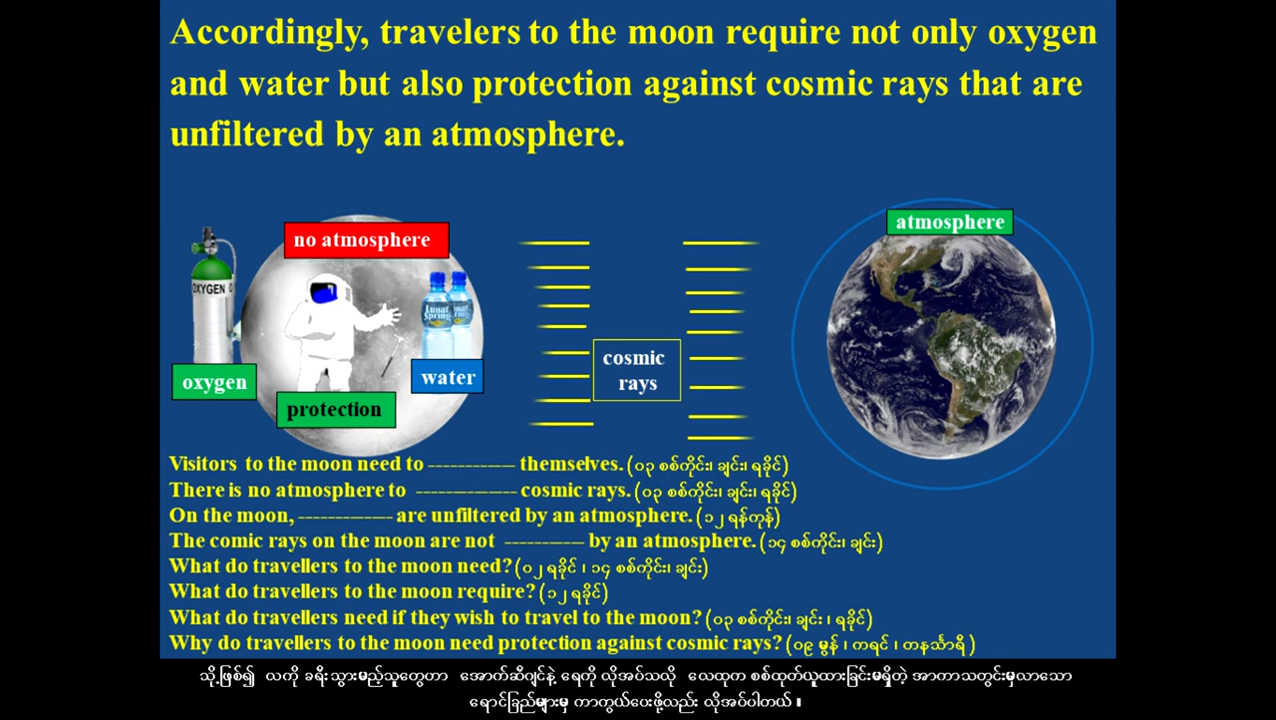 Accordingly, travelers to the moon require not only oxygen
and water but also protection against cosmic rays that are
unfiltered by an atmosphere.
no atmosphere
atmosphere
OXYGEN
Lunar
Spring
cosmic
rays
oxygen
water
protection
Visitors to the moon need to ------------ themselves. (၀၃ စစ်ကိုင်း၊ ချင်း၊ ရခိုင်)
There is no atmosphere to -------------- cosmic rays. (၀၃ စစ်ကိုင်း၊ ချင်း၊ ရခိုင်)
On the moon, ------------- are unfiltered by an atmosphere. (၁၂ ရန်ကုန်)
The comic rays on the moon are not ----------- by an atmosphere. (၁၄ စစ်ကိုင်း၊ ချင်း)
What do travellers to the moon need? (၀၂ ရခိုင် ၊ ၁၄ စစ်ကိုင်း၊ ချင်း)
What do travellers to the moon require? (၁၂ ရခိုင်)
What do travellers need if they wish to travel to the moon? (၀၃ စစ်ကိုင်း၊ ချင်း ၊ ရခိုင်)
Why do travellers to the moon need protection against cosmic rays? (၀၉ မွန် ၊ ကရင် ၊ တနင်္သာရီ )
သို့ဖြစ်၍ လကို ခရီးသွားမည့်သူတွေဟာ အောက်ဆီဂျင်နဲ့ ရေကို လိုအပ်သလို လေထုက စစ်ထုတ်ယူထားခြင်းမရှိတဲ့ အာကာသတွင်းမှလာသော
ရောင်ခြည်များမှ ကာကွယ်ပေးဖို့လည်း လိုအပ်ပါတယ် ။